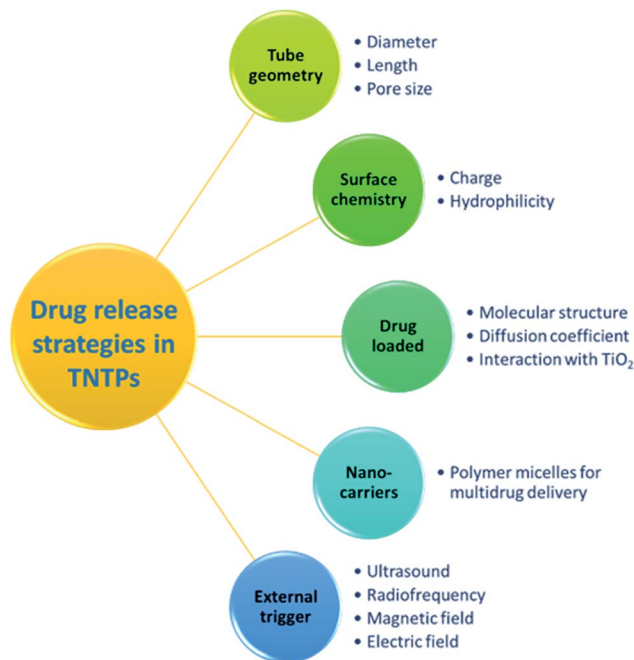 Tube
geometry
• Diameter
• Length
• Pore size
Surface
chemistry
• Charge
• Hydrophilicity
Drug release
strategies in
TNTPs
Drug
loaded
• Molecular structure
• Diffusion coefficient
• Interaction with TiO₂
Nano-
carriers
• Polymer micelles for
multidrug delivery
External
trigger
• Ultrasound
• Radiofrequency
• Magnetic field
• Electric field